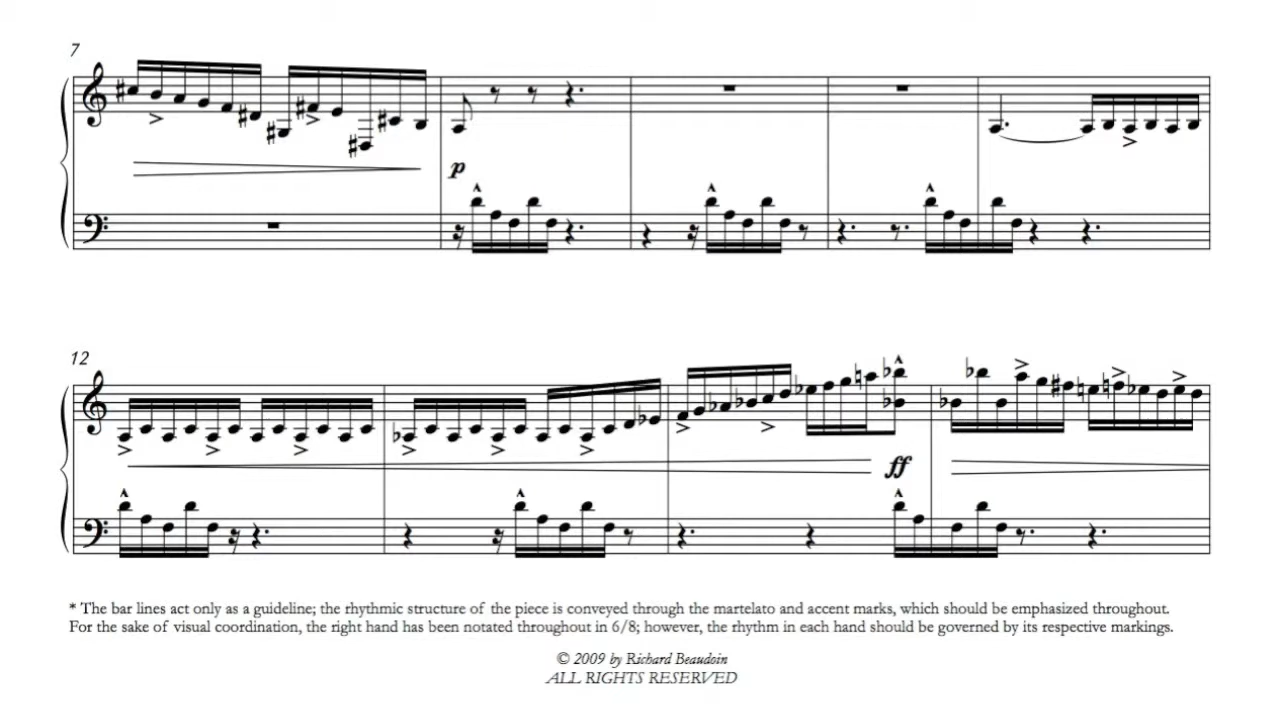 7
p
12
ff
* The bar lines act only as a guideline; the rhythmic structure of the piece is conveyed through the martelato and accent marks, which should be emphasized throughout.
For the sake of visual coordination, the right hand has been notated throughout in 6/8; however, the rhythm in each hand should be governed by its respective markings.
© 2009 by Richard Beaudoin
ALL RIGHTS RESERVED